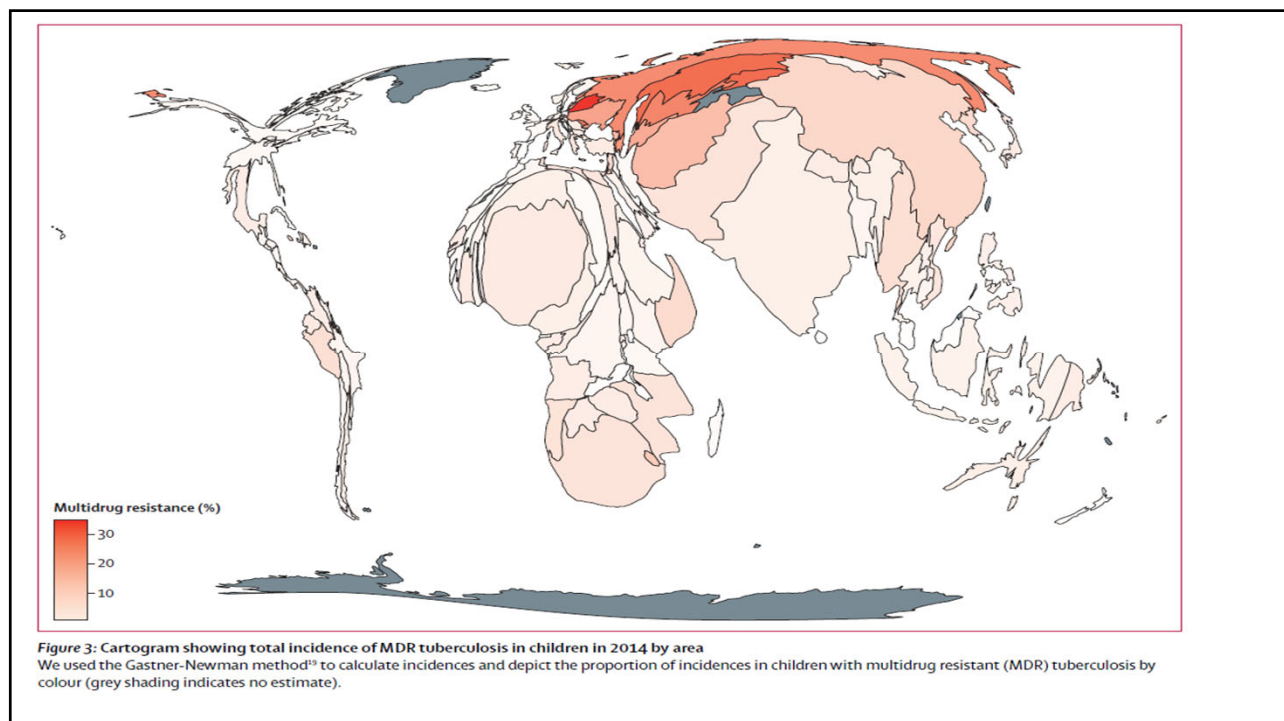 Multidrug resistance (%)
30
20
10
Figure 3: Cartogram showing total incidence of MDR tuberculosis in children in 2014 by area
We used the Gastner-Newman method¹⁹ to calculate incidences and depict the proportion of incidences in children with multidrug resistant (MDR) tuberculosis by
colour (grey shading indicates no estimate).